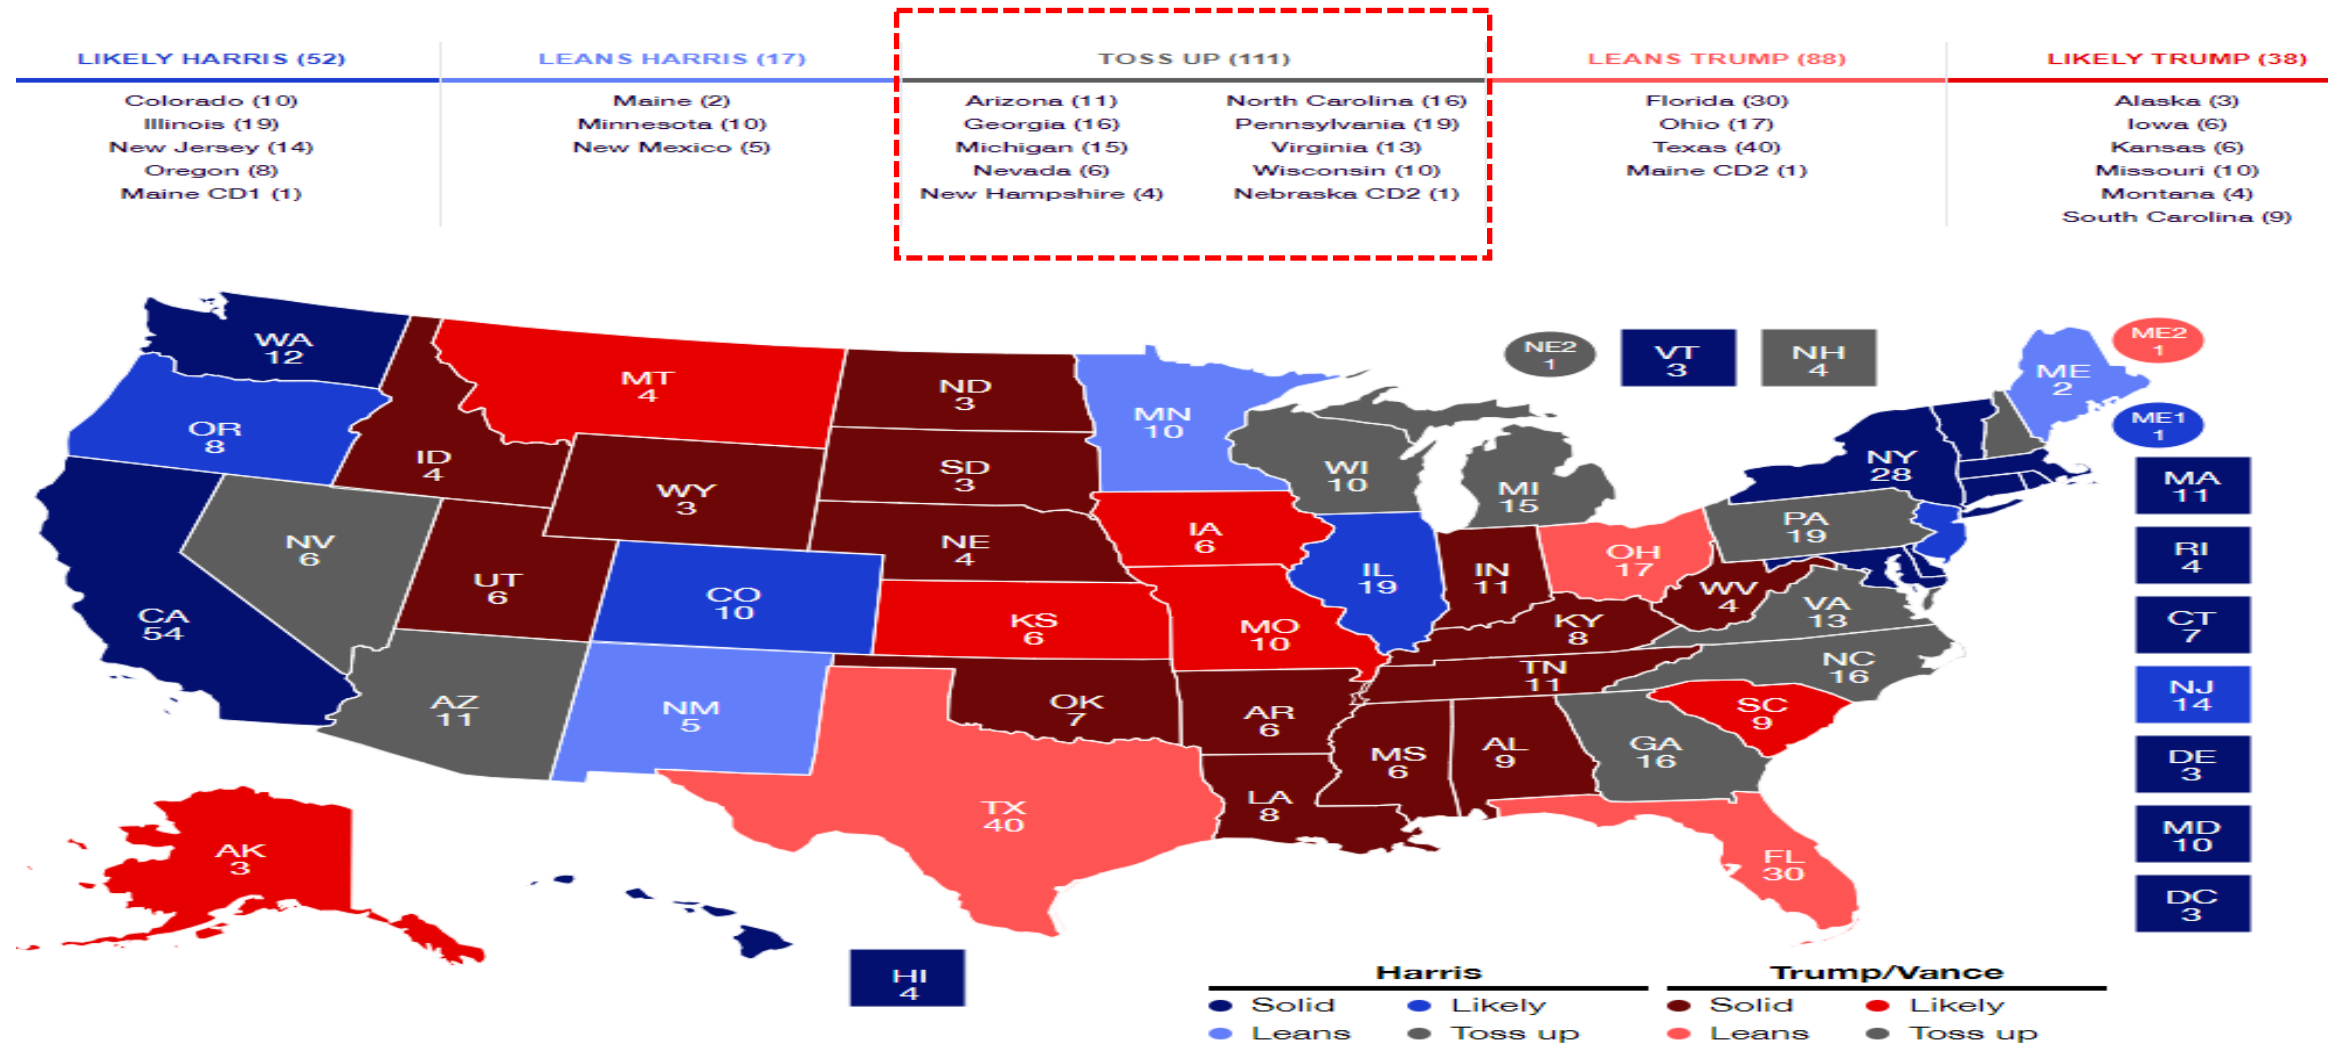 LIKELY HARRIS (52)
Colorado (10)
Illinois (19)
New Jersey (14)
Oregon (8)
Maine CD1 (1)
LEANS HARRIS (17)
Maine (2)
Minnesota (10)
New Mexico (5)
TOSS UP (111)
Arizona (11)
Georgia (16)
Michigan (15)
Nevada (6)
New Hampshire (4)
North Carolina (16)
Pennsylvania (19)
Virginia (13)
Wisconsin (10)
Nebraska CD2 (1)
LEANS TRUMP (88)
Florida (30)
Ohio (17)
Texas (40)
Maine CD2 (1)
LIKELY TRUMP (38)
Alaska (3)
Iowa (6)
Kansas (6)
Missouri (10)
Montana (4)
South Carolina (9)
WA
12
OR
8
CA
54
NV
6
ID
4
MT
4
WY
3
UT
6
AZ
11
CO
10
NM
5
ND
3
SD
3
NE
4
KS
6
OK
7
TX
40
MN
10
IA
6
MO
10
AR
6
LA
8
WI
10
IL
19
MI
15
IN
11
OH
17
KY
8
TN
11
MS
6
AL
9
GA
16
FL
30
SC
9
NC
16
VA
13
WV
4
PA
19
NY
28
ME
2
NE2
1
VT
3
NH
4
ME2
1
ME1
1
MA
11
RI
4
CT
7
NJ
14
DE
3
MD
10
DC
3
AK
3
HI
4
Harris
Solid
Likely
Leans
Toss up
Trump/Vance
Solid
Likely
Leans
Toss up